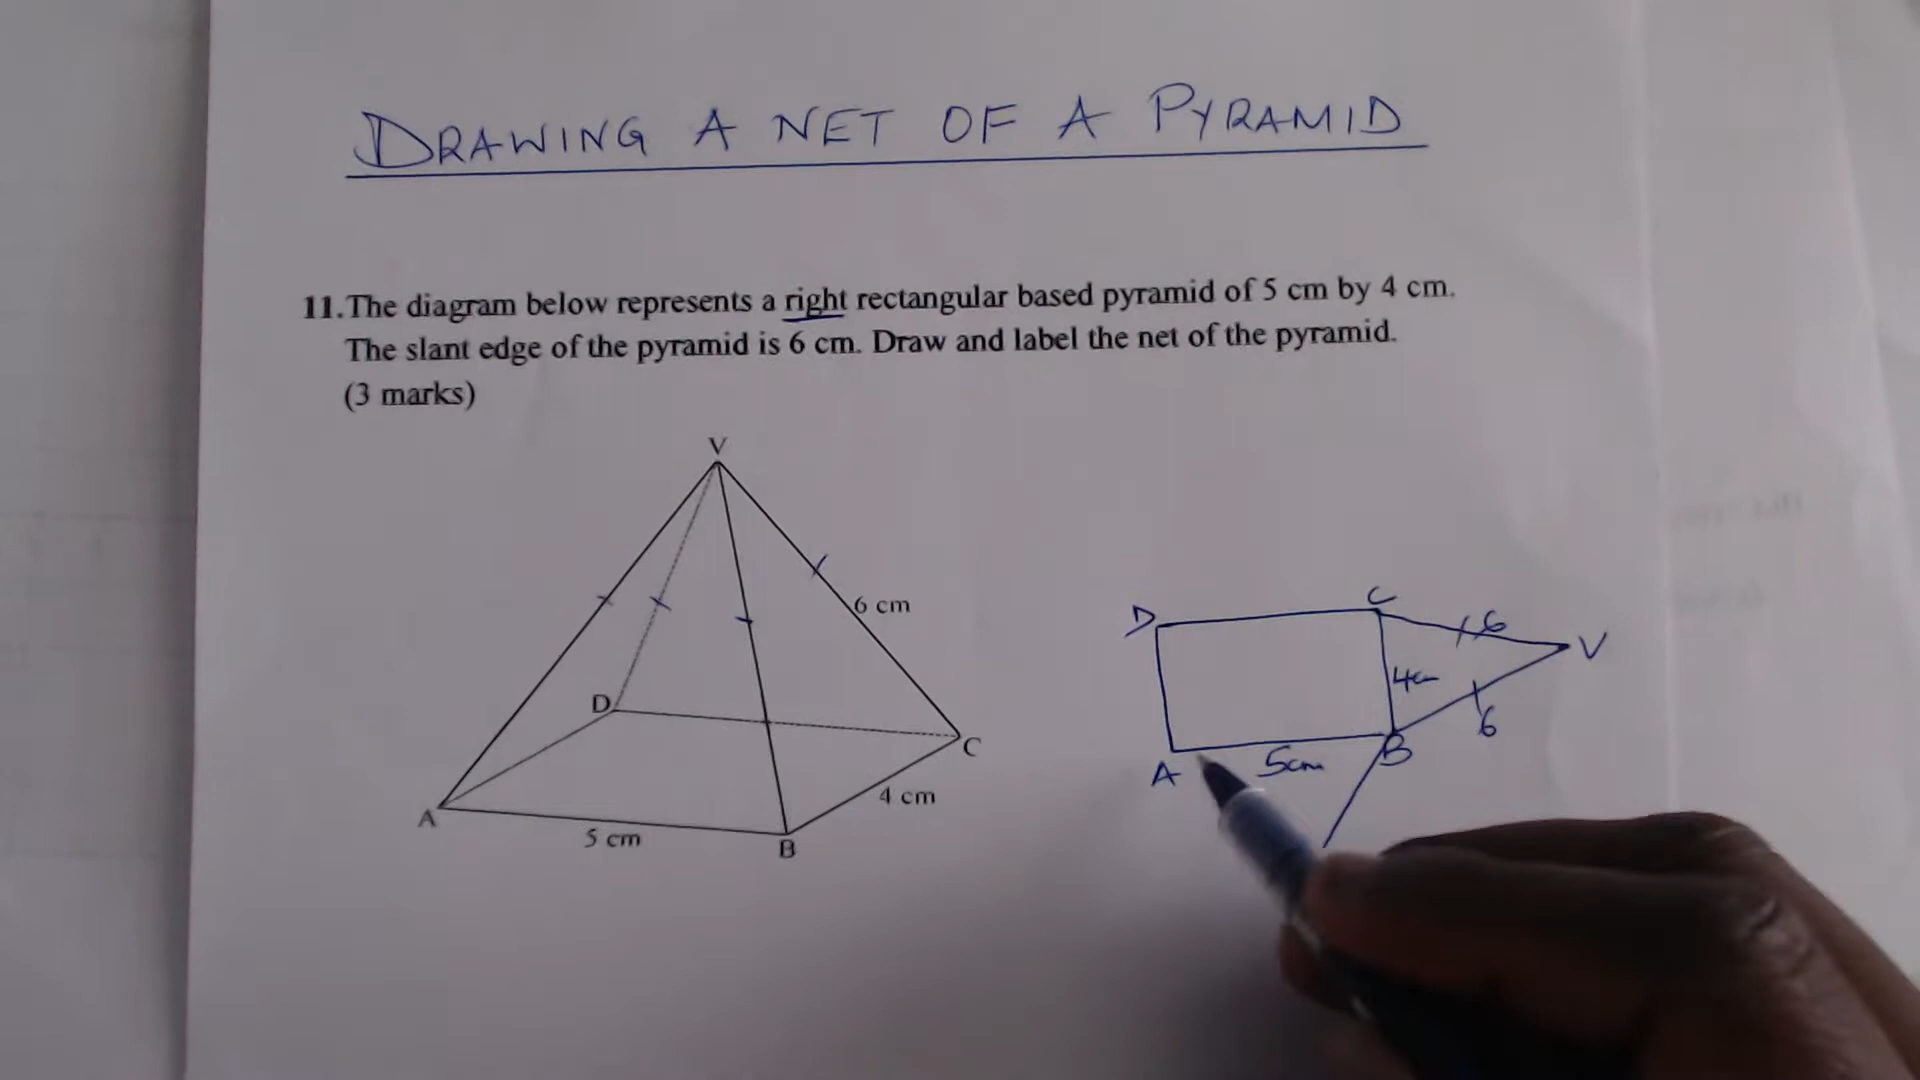 DRAWING A NET OF A PYRAMID
11. The diagram below represents a right rectangular based pyramid of 5 cm by 4 cm.
The slant edge of the pyramid is 6 cm. Draw and label the net of the pyramid.
(3 marks)
V
6 cm
D
C
A
4 cm
5 cm
B
C
D
6
V
4cm
6
B
5cm
A